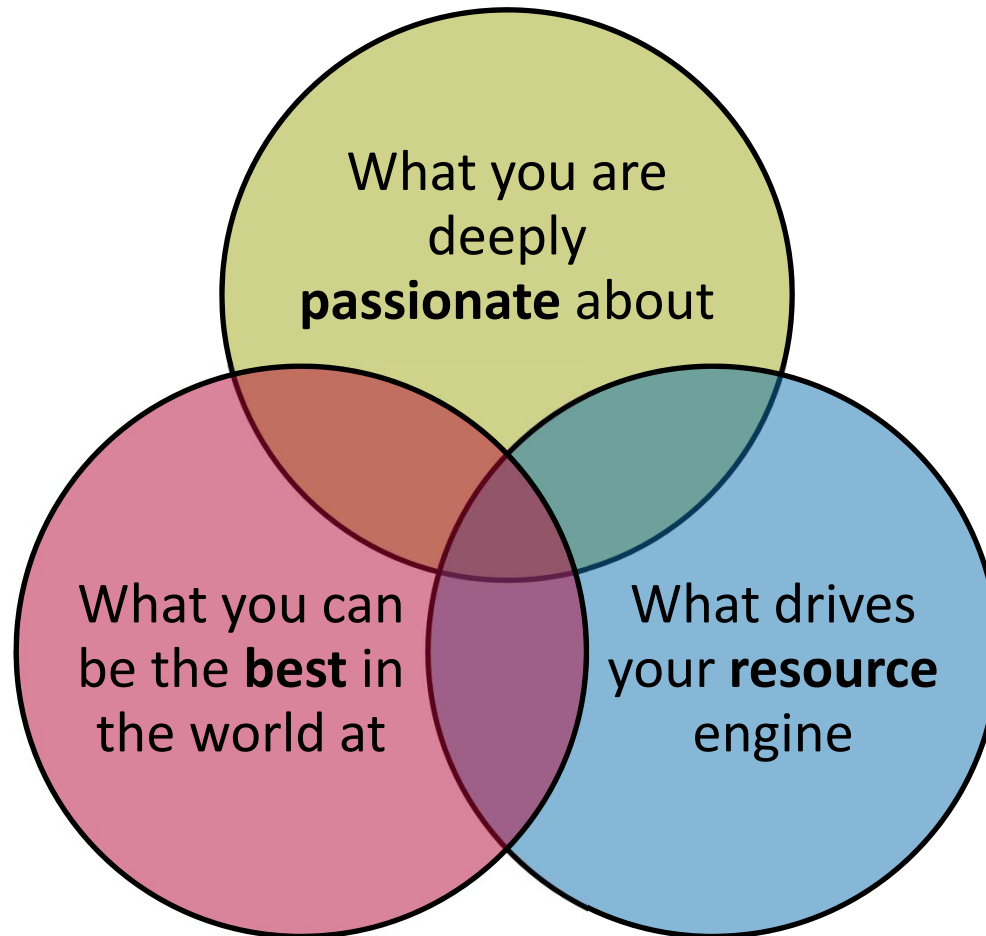 What you are
deeply
passionate about
What you can
be the best in
the world at
What drives
your resource
engine